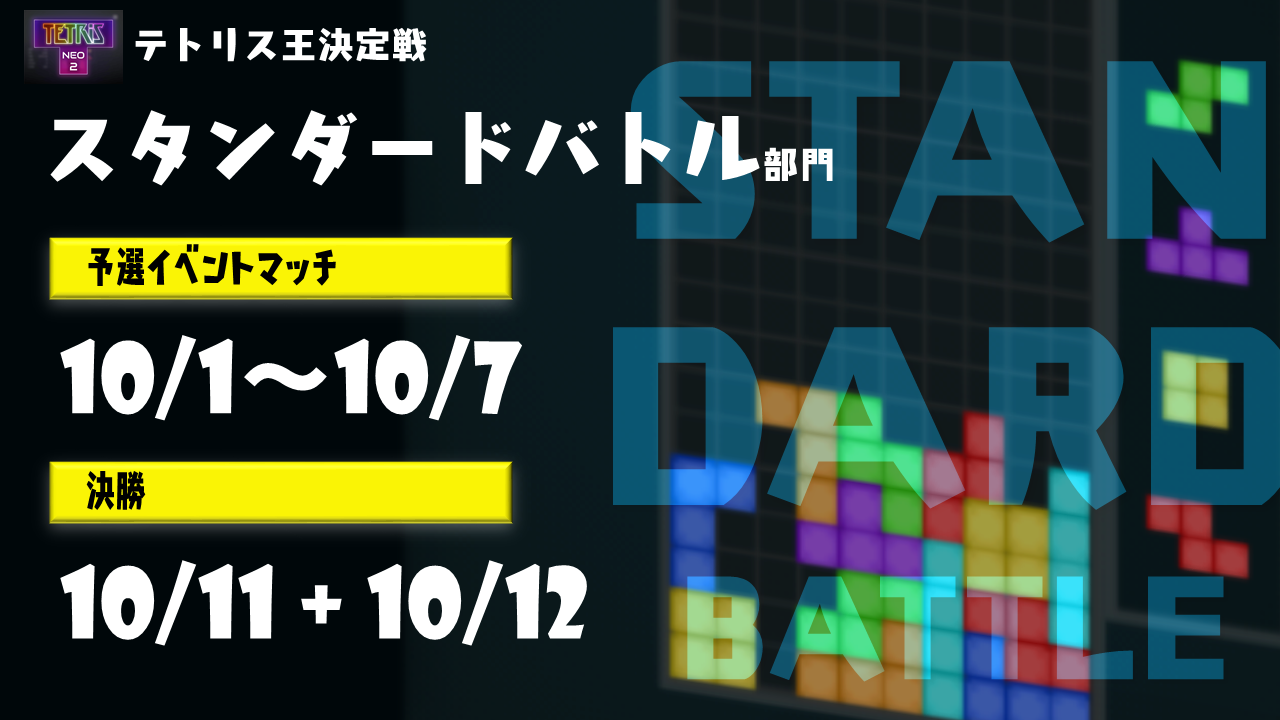 TETRiS
NEO
2
テトリス王決定戦
スタンダードバトル部門
予選イベントマッチ
10/1〜10/7
決勝
10/11 + 10/12
STAN
DARD
BATTLE